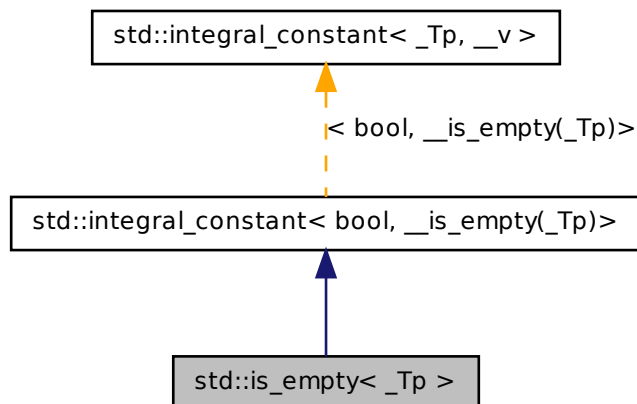 std::integral_constant< _Tp, __v >
< bool, __is_empty(_Tp)>
std::integral_constant< bool, __is_empty(_Tp)>
std::is_empty< _Tp >